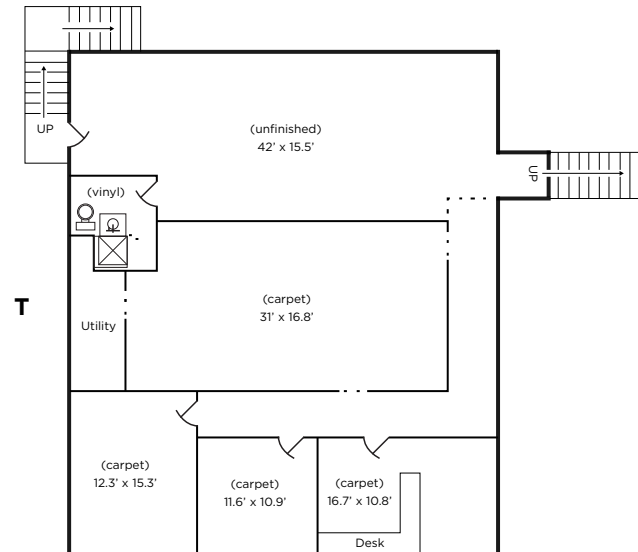 UP
(unfinished)
42' x 15.5'
UP
(vinyl)
(carpet)
31' x 16.8'
T
Utility
(carpet)
12.3' x 15.3'
(carpet)
11.6' x 10.9'
(carpet)
16.7' x 10.8'
Desk